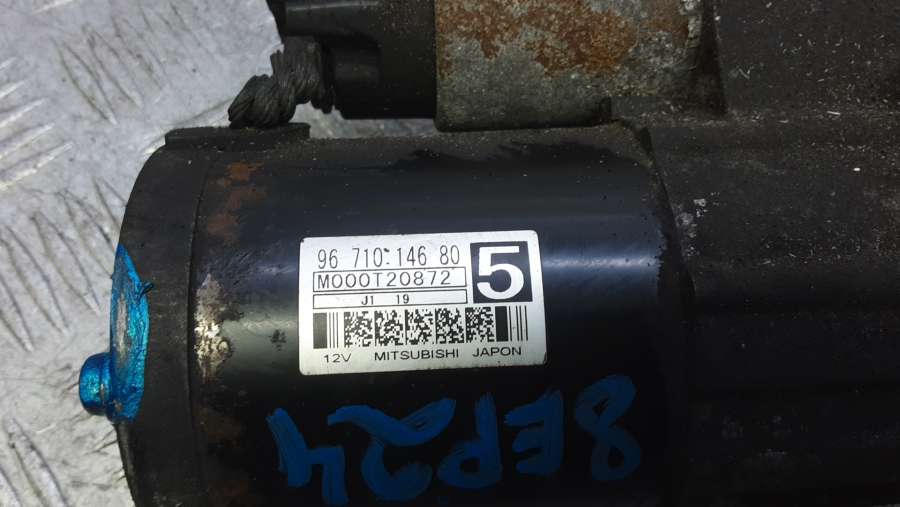 96 710 146 80
5
M000T20872
J1 19
12V MITSUBISHI JAPON
8EP24